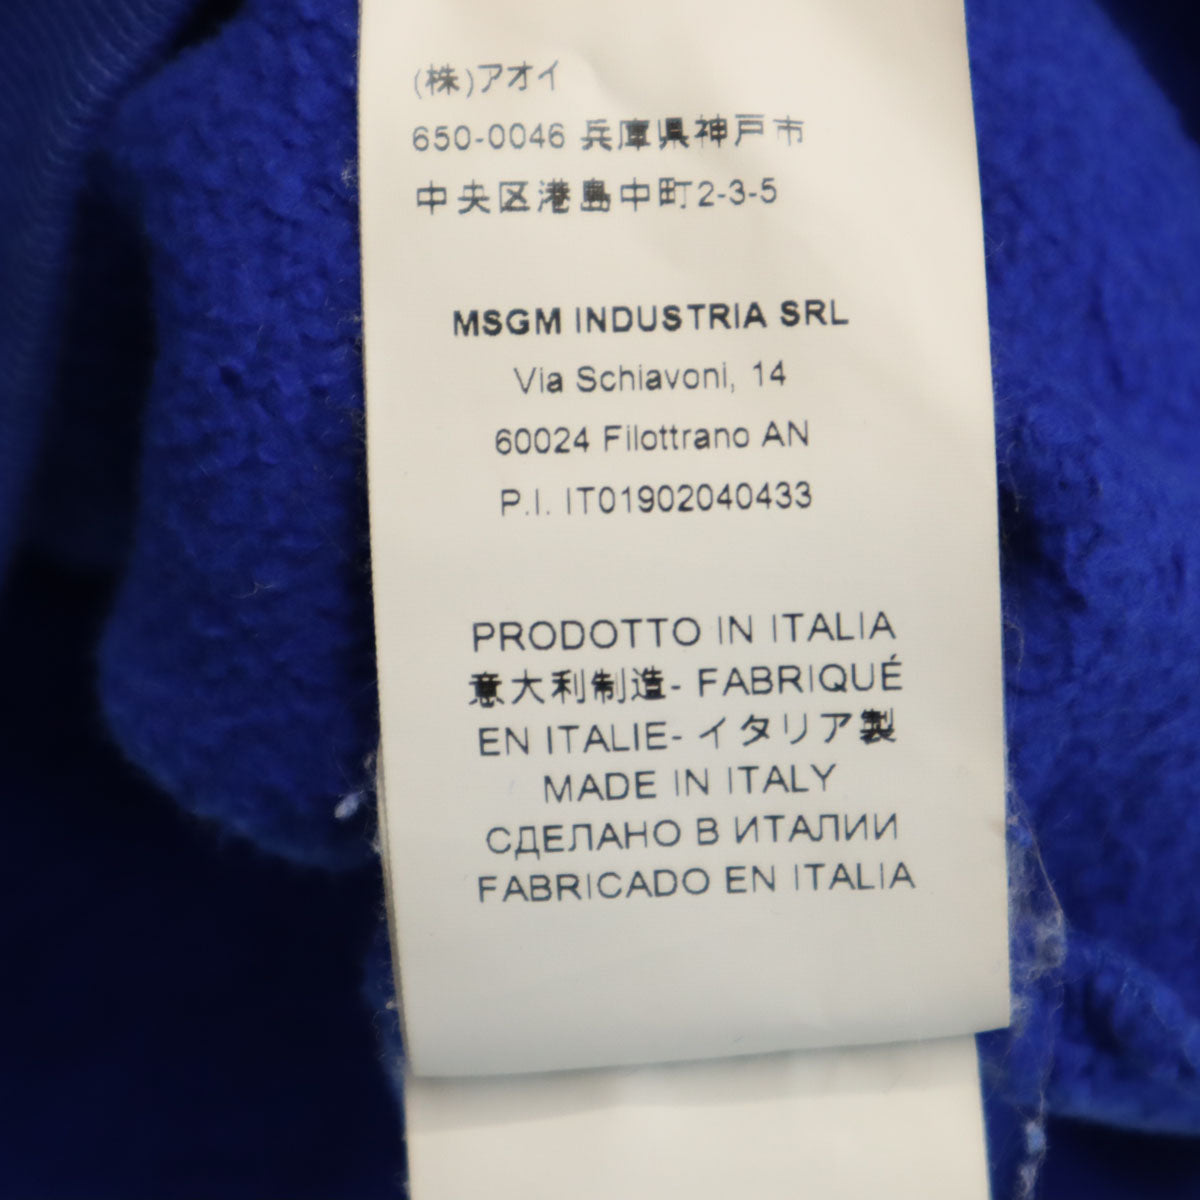 (株)アオイ
650-0046 兵庫県神戸市
中央区港島中町2-3-5
MSGM INDUSTRIA SRL
Via Schiavoni, 14
60024 Filottrano AN
P.I. IT01902040433
PRODOTTO IN ITALIA
意大利制造- FABRIQUÉ
EN ITALIE- イタリア製
MADE IN ITALY
СДЕЛАНО В ИТАЛИИ
FABRICADO EN ITALIA